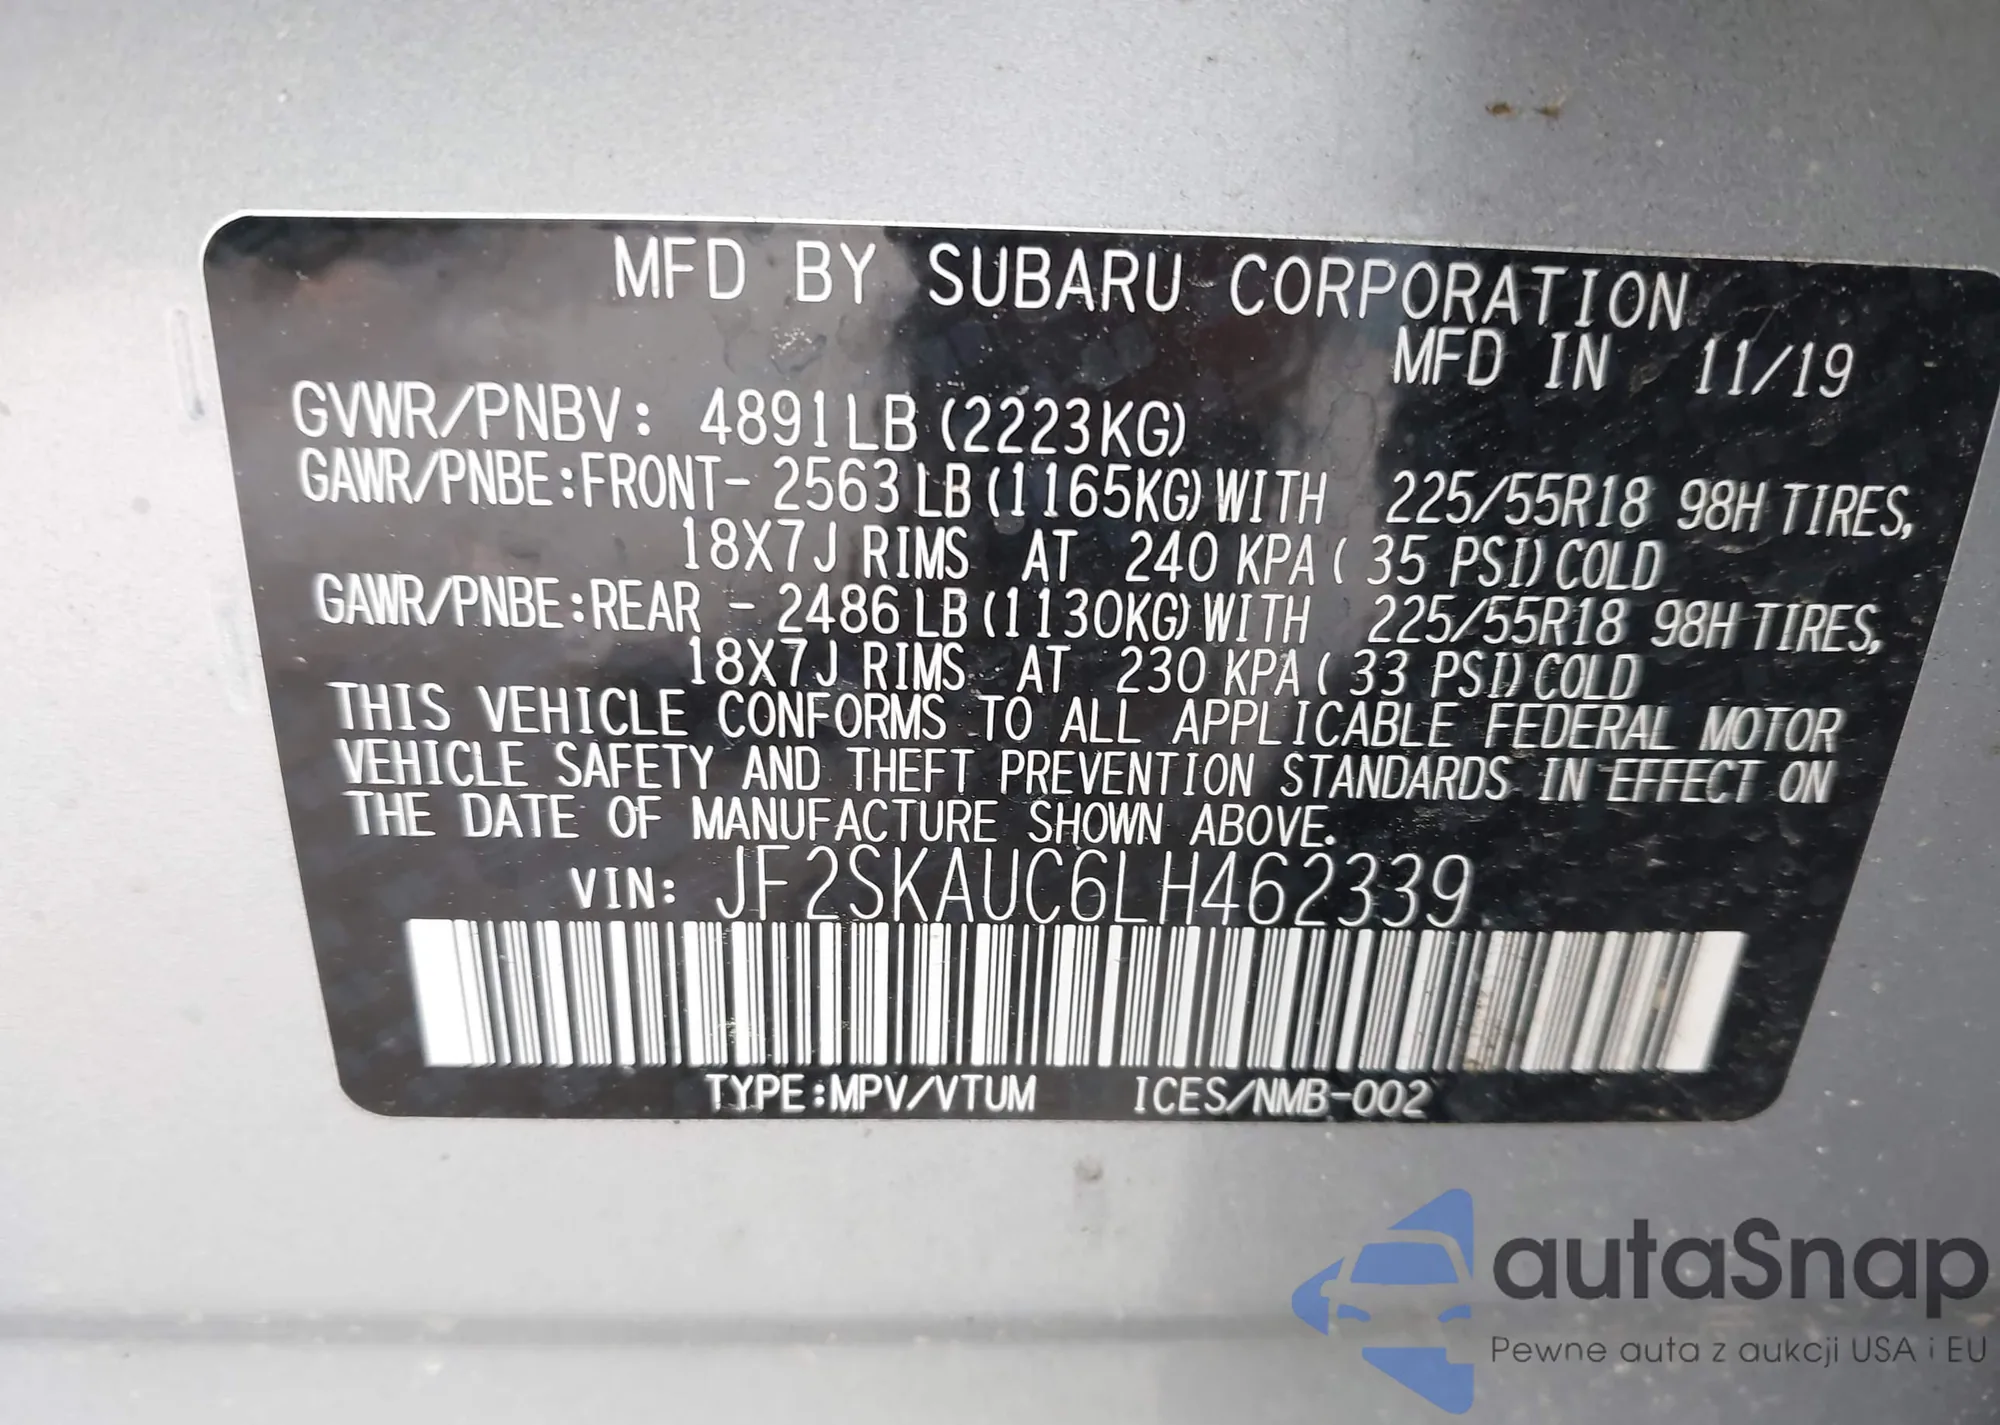 MFD BY SUBARU CORPORATION
MFD IN 11/19
GVWR/PNBV: 4891LB (2223KG)
GAWR/PNBE:FRONT- 2563 LB (1165KG) WITH 225/55R18 98H TIRES,
18X7J RIMS AT 240 KPA ( 35 PSI) COLD
GAWR/PNBE:REAR - 2486 LB (1130KG) WITH 225/55R18 98H TIRES,
18X7J RIMS AT 230 KPA ( 33 PSI) COLD
THIS VEHICLE CONFORMS TO ALL APPLICABLE FEDERAL MOTOR
VEHICLE SAFETY AND THEFT PREVENTION STANDARDS IN EFFECT ON
THE DATE OF MANUFACTURE SHOWN ABOVE.
VIN: JF2SKAUC6LH462339
TYPE:MPV/VTUM ICES/NMB-002
autaSnap
Pewne auta z aukcji USA i EU